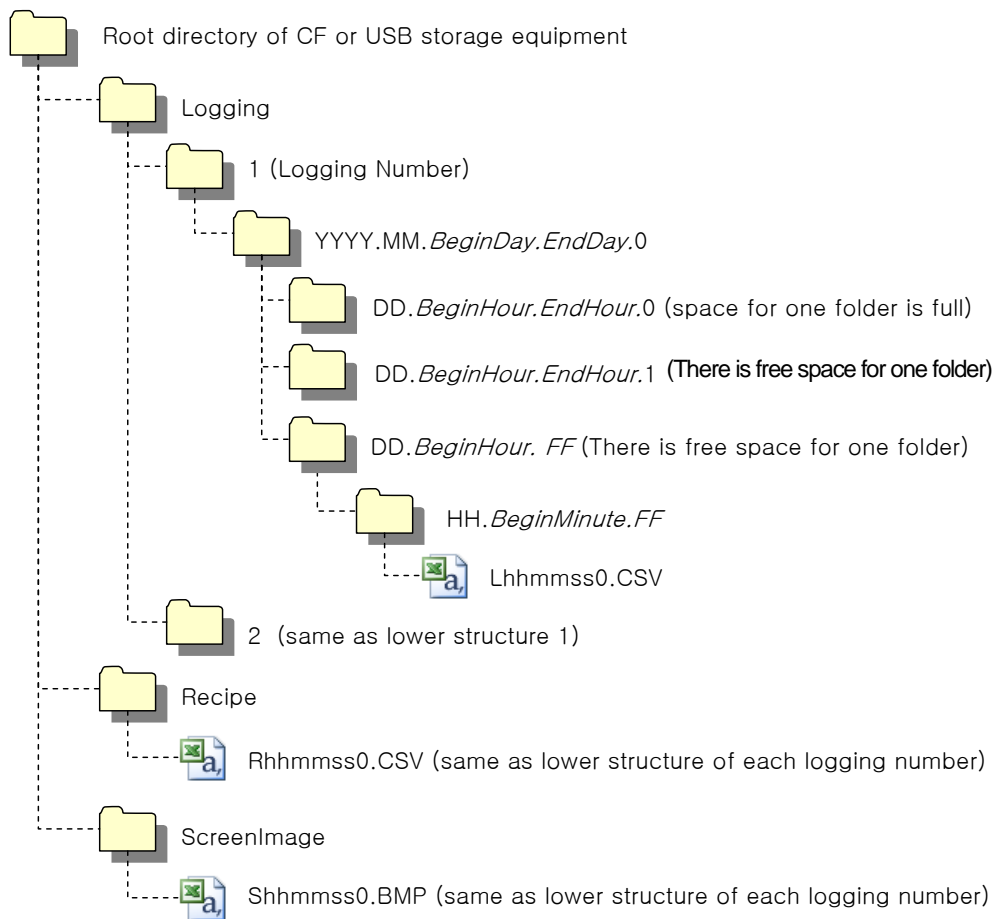 Root directory of CF or USB storage equipment
Logging
1 (Logging Number)
YYYY.MM.BeginDay.EndDay.0
DD.BeginHour.EndHour.0 (space for one folder is full)
DD.BeginHour.EndHour.1 (There is free space for one folder)
DD.BeginHour. FF (There is free space for one folder)
HH.BeginMinute.FF
a, Lhhmmss0.CSV
2 (same as lower structure 1)
Recipe
a, Rhhmmss0.CSV (same as lower structure of each logging number)
ScreenImage
a, Shhmmss0.BMP (same as lower structure of each logging number)